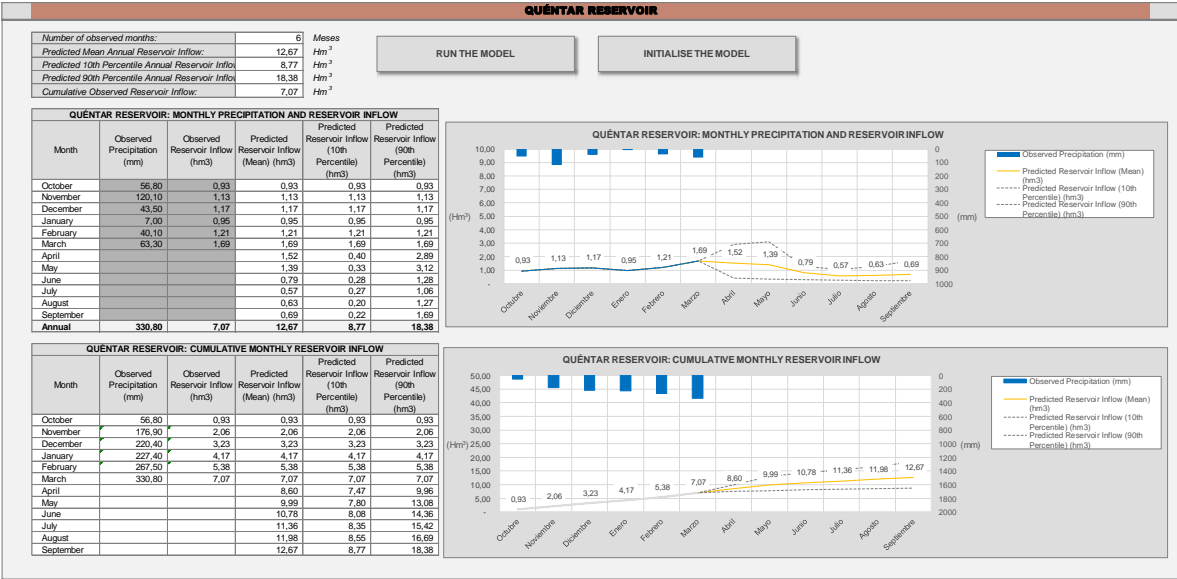 QUÉNTAR RESERVOIR
Number of observed months: 6 Meses
Predicted Mean Annual Reservoir Inflow: 12,67 Hm³
Predicted 10th Percentile Annual Reservoir Inflo 8,77 Hm³
Predicted 90th Percentile Annual Reservoir Inflo 18,38 Hm³
Cumulative Observed Reservoir Inflow: 7,07 Hm³
RUN THE MODEL
INITIALISE THE MODEL
QUÉNTAR RESERVOIR: MONTHLY PRECIPITATION AND RESERVOIR INFLOW
Month Observed Precipitation (mm) Observed Reservoir Inflow (hm3) Predicted Reservoir Inflow (Mean) (hm3) Predicted Reservoir Inflow (10th Percentile) (hm3) Predicted Reservoir Inflow (90th Percentile) (hm3)
October 56,80 0,93 0,93 0,93 0,93
November 120,10 1,13 1,13 1,13 1,13
December 43,50 1,17 1,17 1,17 1,17
January 7,00 0,95 0,95 0,95 0,95
February 40,10 1,21 1,21 1,21 1,21
March 63,30 1,69 1,69 1,69 1,69
April 1,52 0,40 2,89
May 1,39 0,33 3,12
June 0,79 0,28 1,28
July 0,57 0,27 1,06
August 0,63 0,20 1,27
September 0,69 0,22 1,69
Annual 330,80 7,07 12,67 8,77 18,38
QUÉNTAR RESERVOIR: MONTHLY PRECIPITATION AND RESERVOIR INFLOW
10,00
9,00
8,00
7,00
6,00
5,00
4,00
3,00
2,00
1,00
-
(Hm³)
0,93 1,13 1,17 0,95 1,21 1,69 1,52 1,39 0,79 0,57 0,63 0,69
0
100
200
300
400
500
600
700
800
900
1000
(mm)
Octubre Noviembre Diciembre Enero Febrero Marzo Abril Mayo Junio Julio Agosto Septiembre
Observed Precipitation (mm)
Predicted Reservoir Inflow (Mean)
(hm3)
Predicted Reservoir Inflow (10th
Percentile) (hm3)
Predicted Reservoir Inflow (90th
Percentile) (hm3)
QUÉNTAR RESERVOIR: CUMULATIVE MONTHLY RESERVOIR INFLOW
Month Observed Precipitation (mm) Observed Reservoir Inflow (hm3) Predicted Reservoir Inflow (Mean) (hm3) Predicted Reservoir Inflow (10th Percentile) (hm3) Predicted Reservoir Inflow (90th Percentile) (hm3)
October 56,80 0,93 0,93 0,93 0,93
November 176,90 2,06 2,06 2,06 2,06
December 220,40 3,23 3,23 3,23 3,23
January 227,40 4,17 4,17 4,17 4,17
February 267,50 5,38 5,38 5,38 5,38
March 330,80 7,07 7,07 7,07 7,07
April 8,60 7,47 9,96
May 9,99 7,80 13,08
June 10,78 8,08 14,36
July 11,36 8,35 15,42
August 11,98 8,55 16,69
September 12,67 8,77 18,38
QUÉNTAR RESERVOIR: CUMULATIVE MONTHLY RESERVOIR INFLOW
50,00
45,00
40,00
35,00
30,00
25,00
20,00
15,00
10,00
5,00
-
(Hm³)
0,93 2,06 3,23 4,17 5,38 7,07 8,60 9,99 10,78 11,36 11,98 12,67
0
200
400
600
800
1000
1200
1400
1600
1800
2000
(mm)
Octubre Noviembre Diciembre Enero Febrero Marzo Abril Mayo Junio Julio Agosto Septiembre
Observed Precipitation (mm)
Predicted Reservoir Inflow (Mean)
(hm3)
Predicted Reservoir Inflow (10th
Percentile) (hm3)
Predicted Reservoir Inflow (90th
Percentile) (hm3)